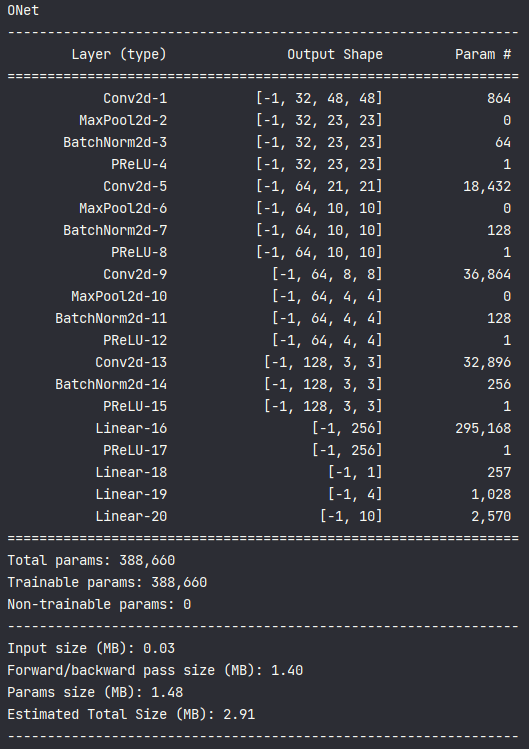 ONet
----------------------------------------------------------------
Layer (type) Output Shape Param #
================================================================
Conv2d-1 [-1, 32, 48, 48] 864
MaxPool2d-2 [-1, 32, 23, 23] 0
BatchNorm2d-3 [-1, 32, 23, 23] 64
PReLU-4 [-1, 32, 23, 23] 1
Conv2d-5 [-1, 64, 21, 21] 18,432
MaxPool2d-6 [-1, 64, 10, 10] 0
BatchNorm2d-7 [-1, 64, 10, 10] 128
PReLU-8 [-1, 64, 10, 10] 1
Conv2d-9 [-1, 64, 8, 8] 36,864
MaxPool2d-10 [-1, 64, 4, 4] 0
BatchNorm2d-11 [-1, 64, 4, 4] 128
PReLU-12 [-1, 64, 4, 4] 1
Conv2d-13 [-1, 128, 3, 3] 32,896
BatchNorm2d-14 [-1, 128, 3, 3] 256
PReLU-15 [-1, 128, 3, 3] 1
Linear-16 [-1, 256] 295,168
PReLU-17 [-1, 256] 1
Linear-18 [-1, 1] 257
Linear-19 [-1, 4] 1,028
Linear-20 [-1, 10] 2,570
================================================================
Total params: 388,660
Trainable params: 388,660
Non-trainable params: 0
----------------------------------------------------------------
Input size (MB): 0.03
Forward/backward pass size (MB): 1.40
Params size (MB): 1.48
Estimated Total Size (MB): 2.91
----------------------------------------------------------------